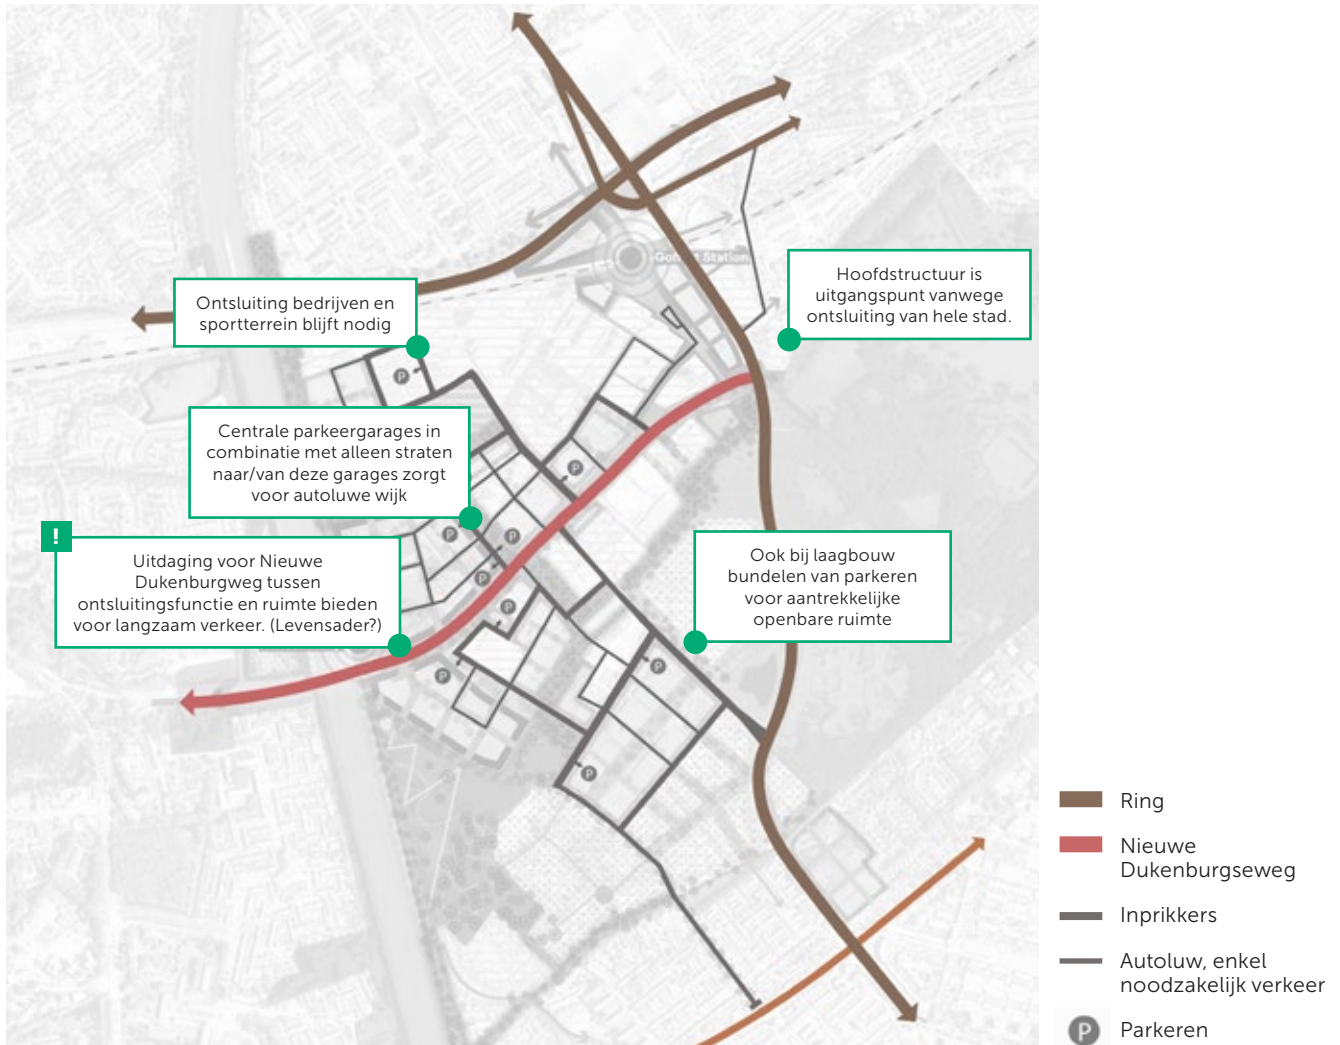 Goffert Station
Hoofdstructuur is
uitgangspunt vanwege
ontsluiting van hele stad.
Ontsluiting bedrijven en
sportterrein blijft nodig
P
Centrale parkeergarages in
combinatie met alleen straten
naar/van deze garages zorgt
voor autoluwe wijk
P
P
P
!
Uitdaging voor Nieuwe
Dukenburgweg tussen
ontsluitingsfunctie en ruimte bieden
voor langzaam verkeer. (Levensader?)
P
P
Ook bij laagbouw
bundelen van parkeren
voor aantrekkelijke
openbare ruimte
P
P
P
Ring
Nieuwe
Dukenburgseweg
Inprikkers
Autoluw, enkel
noodzakelijk verkeer
P Parkeren